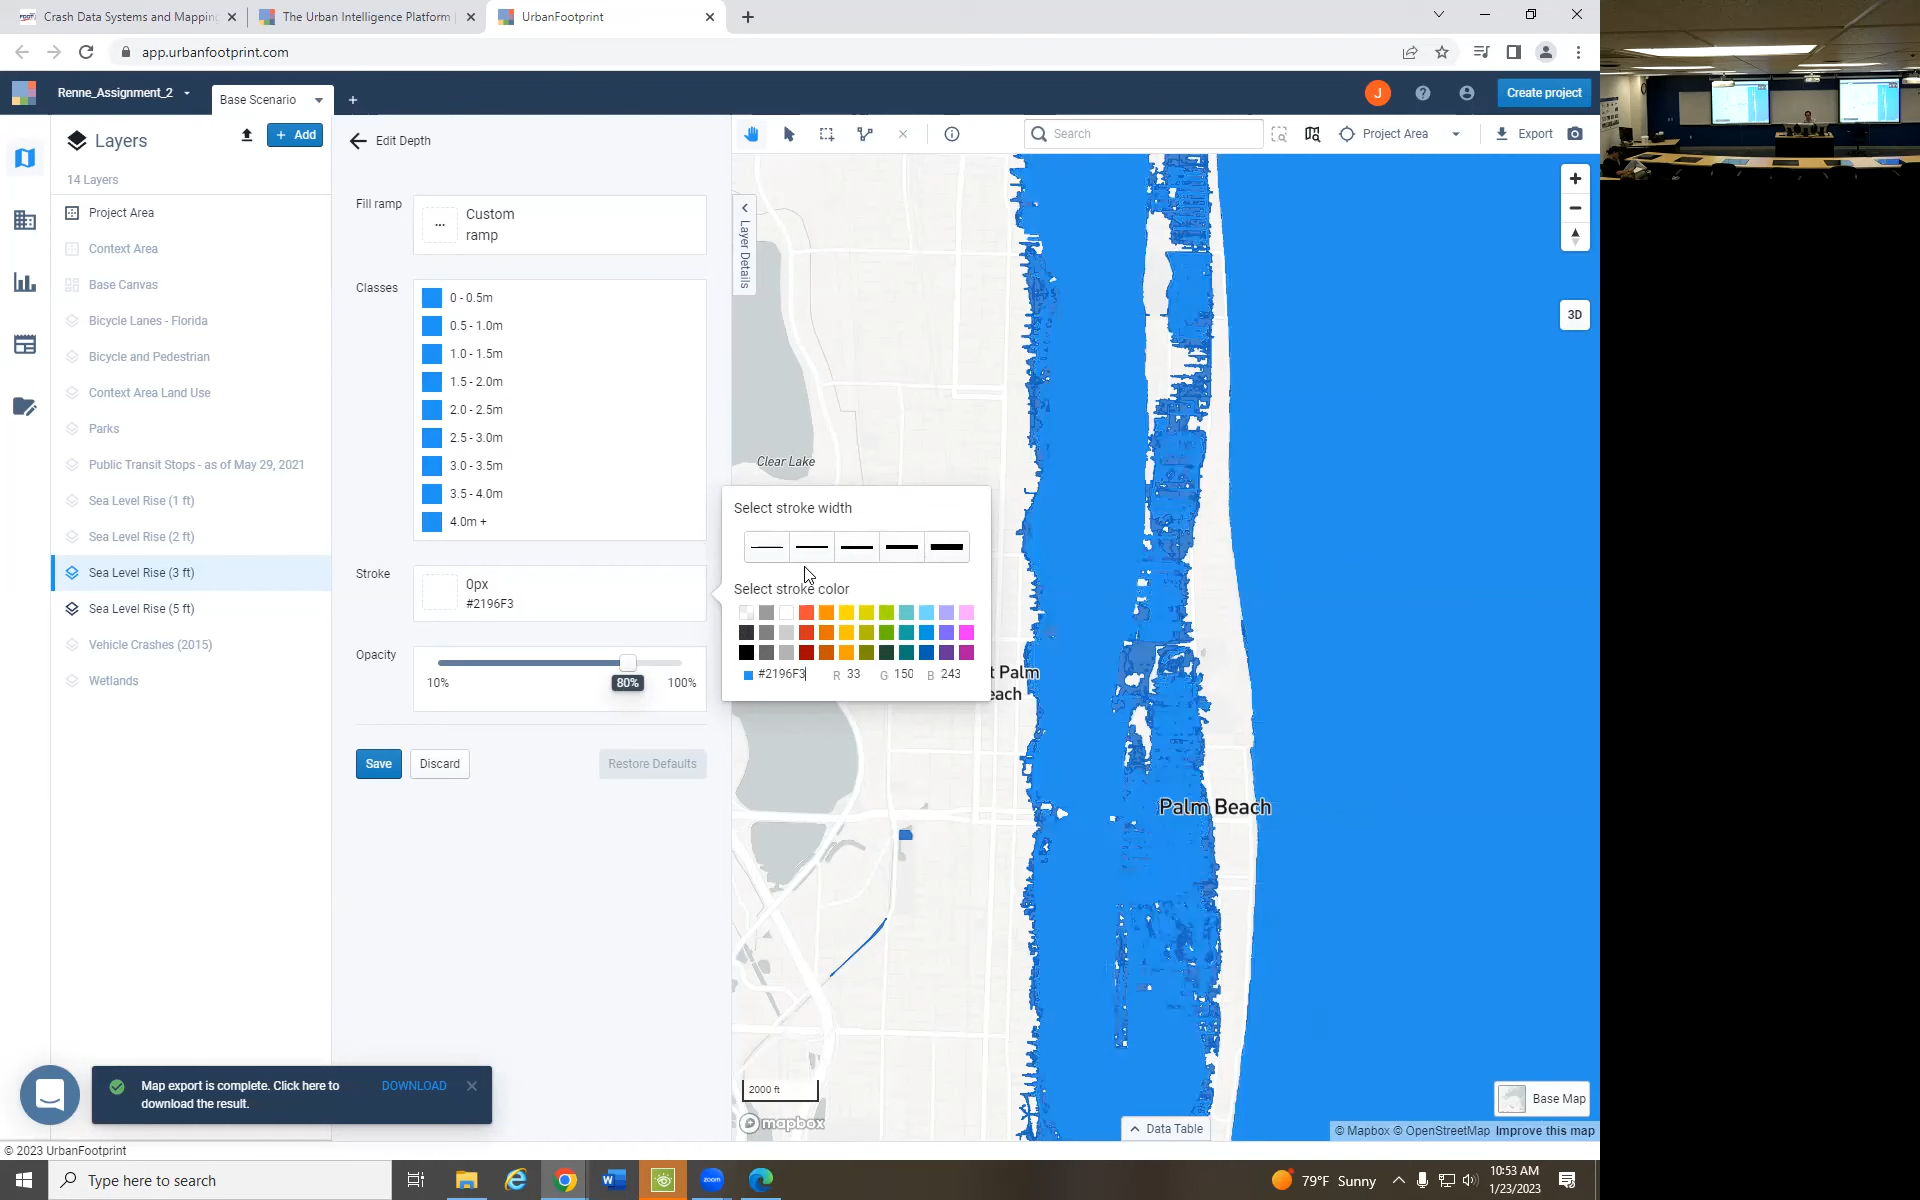 Crash Data Systems and Mapping
The Urban Intelligence Platform
UrbanFootprint
app.urbanfootprint.com
Renne_Assignment_2
Base Scenario
J
Create project
Layers
Add
14 Layers
Project Area
Context Area
Base Canvas
Bicycle Lanes - Florida
Bicycle and Pedestrian
Context Area Land Use
Parks
Public Transit Stops - as of May 29, 2021
Sea Level Rise (1 ft)
Sea Level Rise (2 ft)
Sea Level Rise (3 ft)
Sea Level Rise (5 ft)
Vehicle Crashes (2015)
Wetlands
Edit Depth
Fill ramp
Custom
ramp
Classes
0 - 0.5m
0.5 - 1.0m
1.0 - 1.5m
1.5 - 2.0m
2.0 - 2.5m
2.5 - 3.0m
3.0 - 3.5m
3.5 - 4.0m
4.0m +
Stroke
0px
#2196F3
Opacity
10%
80%
100%
Save
Discard
Restore Defaults
Search
Project Area
Export
Layer Details
3D
Clear Lake
Select stroke width
Select stroke color
#2196F3
R 33
G 150
B 243
t Palm
each
Palm Beach
2000 ft
mapbox
Data Table
Base Map
© Mapbox © OpenStreetMap Improve this map
Map export is complete. Click here to
download the result.
DOWNLOAD
© 2023 UrbanFootprint
Type here to search
W
zoom
79°F Sunny
10:53 AM
1/23/2023